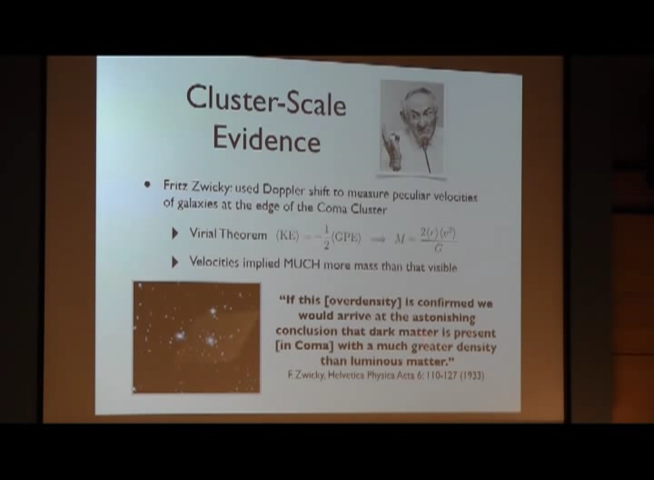 Cluster-Scale
Evidence
• Fritz Zwicky: used Doppler shift to measure peculiar velocities
of galaxies at the edge of the Coma Cluster
▸ Virial Theorem ⟨KE⟩ = −1/2⟨GPE⟩ ⟹ M = 2⟨r⟩⟨v²⟩/G
▸ Velocities implied MUCH more mass than that visible
"If this [overdensity] is confirmed we
would arrive at the astonishing
conclusion that dark matter is present
[in Coma] with a much greater density
than luminous matter."
F. Zwicky, Helvetica Physica Acta 6: 110-127 (1933)